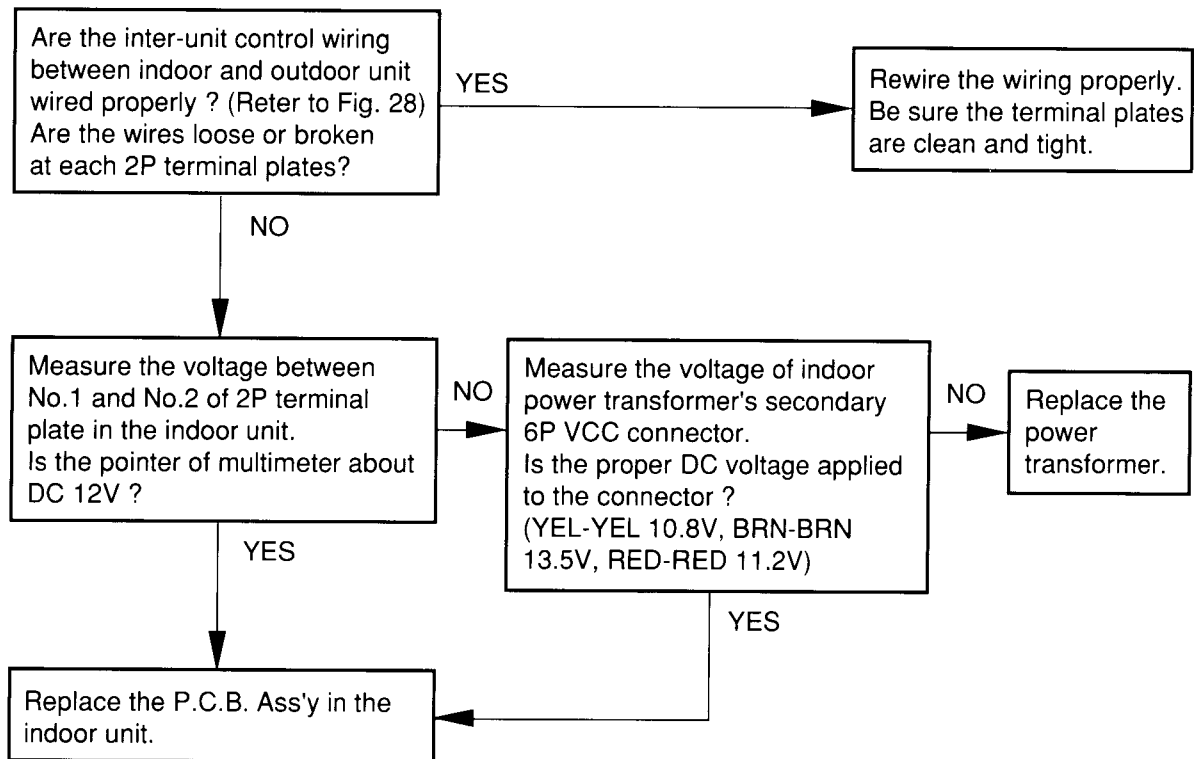 Are the inter-unit control wiring
between indoor and outdoor unit
wired properly ? (Reter to Fig. 28)
Are the wires loose or broken
at each 2P terminal plates?
YES
Rewire the wiring properly.
Be sure the terminal plates
are clean and tight.
NO
Measure the voltage between
No.1 and No.2 of 2P terminal
plate in the indoor unit.
Is the pointer of multimeter about
DC 12V ?
NO
Measure the voltage of indoor
power transformer's secondary
6P VCC connector.
Is the proper DC voltage applied
to the connector ?
(YEL-YEL 10.8V, BRN-BRN
13.5V, RED-RED 11.2V)
NO
Replace the
power
transformer.
YES
YES
Replace the P.C.B. Ass'y in the
indoor unit.